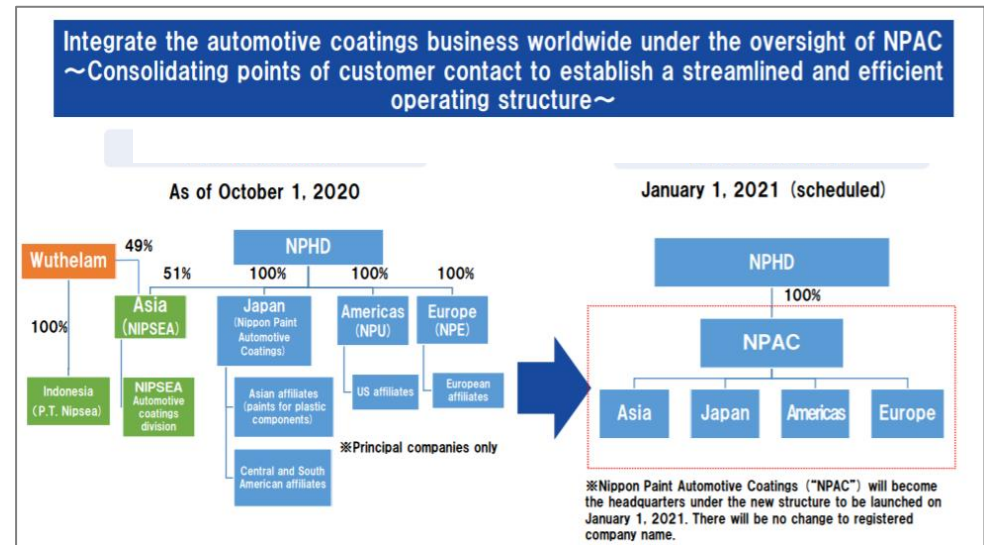 Integrate the automotive coatings business worldwide under the oversight of NPAC
～Consolidating points of customer contact to establish a streamlined and efficient
operating structure～
As of October 1, 2020
January 1, 2021 (scheduled)
Wuthelam
49%
NPHD
51%
100%
100%
100%
100%
Asia
(NIPSEA)
Japan
(Nippon Paint
Automotive
Coatings)
Americas
(NPU)
Europe
(NPE)
Indonesia
(P.T. Nipsea)
NIPSEA
Automotive
coatings
division
Asian affiliates
(paints for plastic
components)
US affiliates
European
affiliates
Central and South
American affiliates
※Principal companies only
NPHD
100%
NPAC
Asia
Japan
Americas
Europe
※Nippon Paint Automotive Coatings ("NPAC") will become
the headquarters under the new structure to be launched on
January 1, 2021. There will be no change to registered
company name.